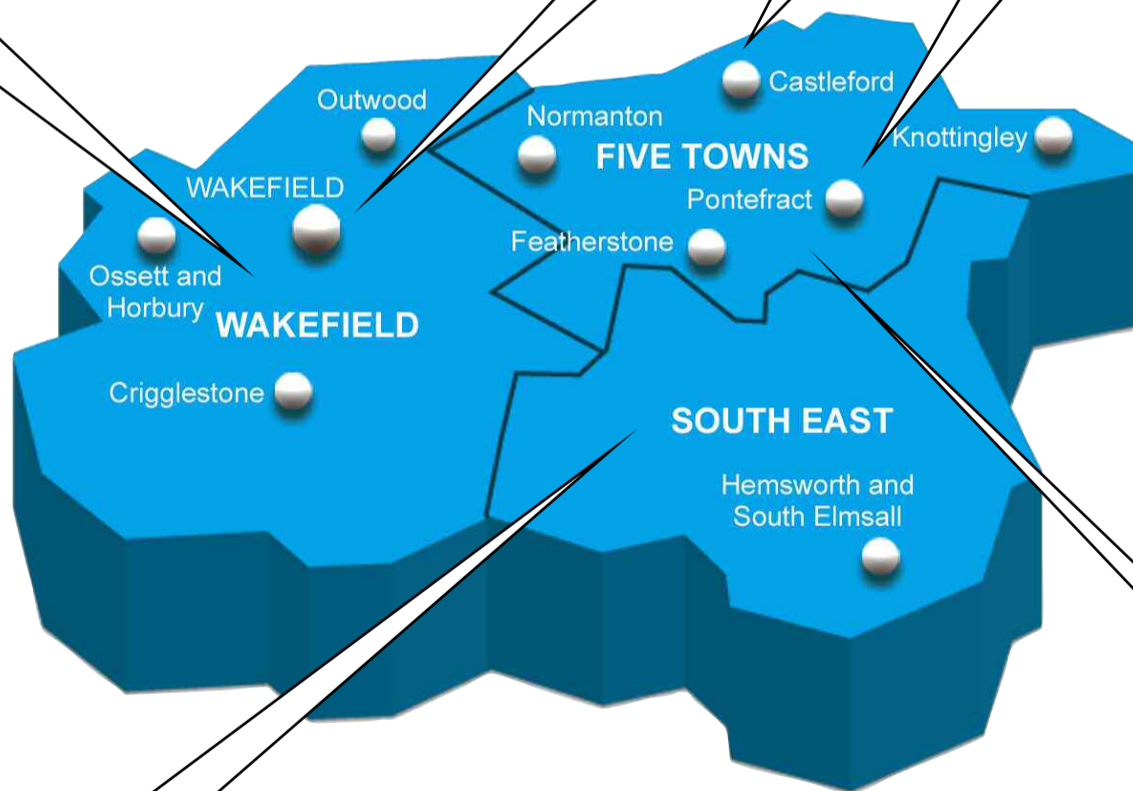 Outwood
Castleford
Normanton
Knottingley
FIVE TOWNS
WAKEFIELD
Pontefract
Featherstone
Ossett and
Horbury
WAKEFIELD
Crigglestone
SOUTH EAST
Hemsworth and
South Elmsall